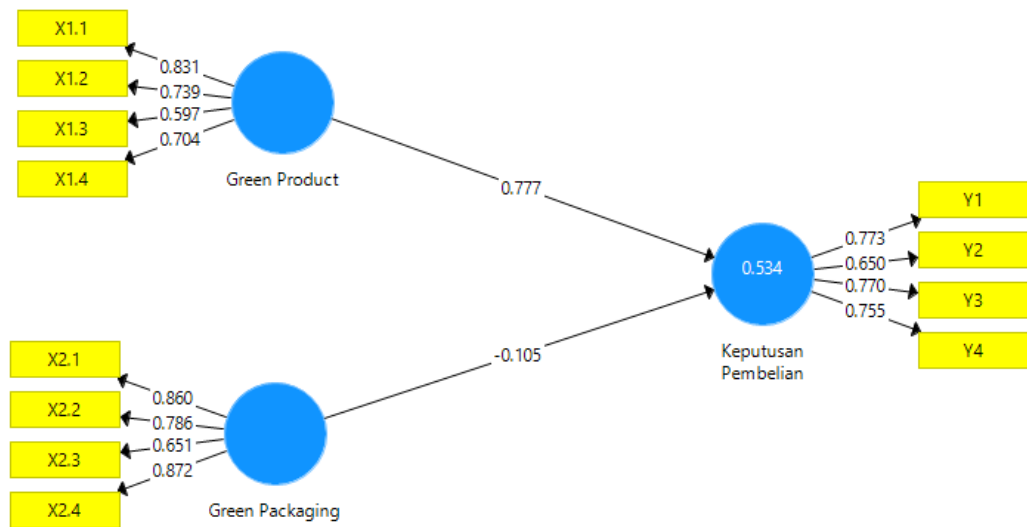 X1.1
0.831
X1.2
0.739
X1.3
0.597
X1.4
0.704
Green Product
0.777
Y1
0.773
Y2
0.650
0.534
0.770
Y3
0.755
Y4
Keputusan
Pembelian
-0.105
X2.1
0.860
X2.2
0.786
X2.3
0.651
0.872
X2.4
Green Packaging